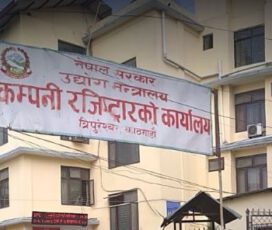 नेपाल सरकार
उद्योग मन्त्रालय
कम्पनी रजिष्ट्रारको कार्यालय
त्रिपुरेश्वर, काठमाडौं